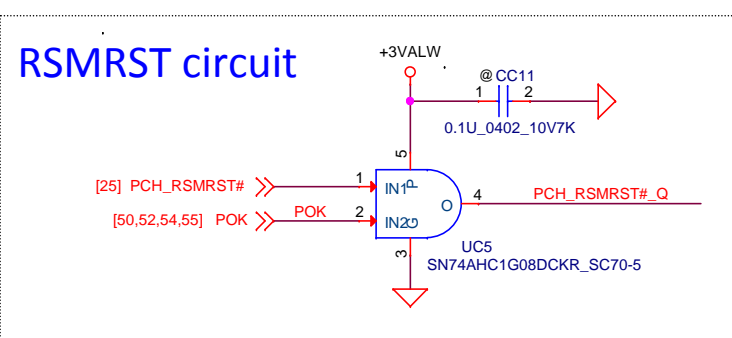 RSMRST circuit
+3VALW
@ CC11
1 2
0.1U_0402_10V7K
5
[25] PCH_RSMRST# 1 IN1 P
O 4 PCH_RSMRST#_Q
[50,52,54,55] POK POK 2 IN2 G
3
UC5
SN74AHC1G08DCKR_SC70-5